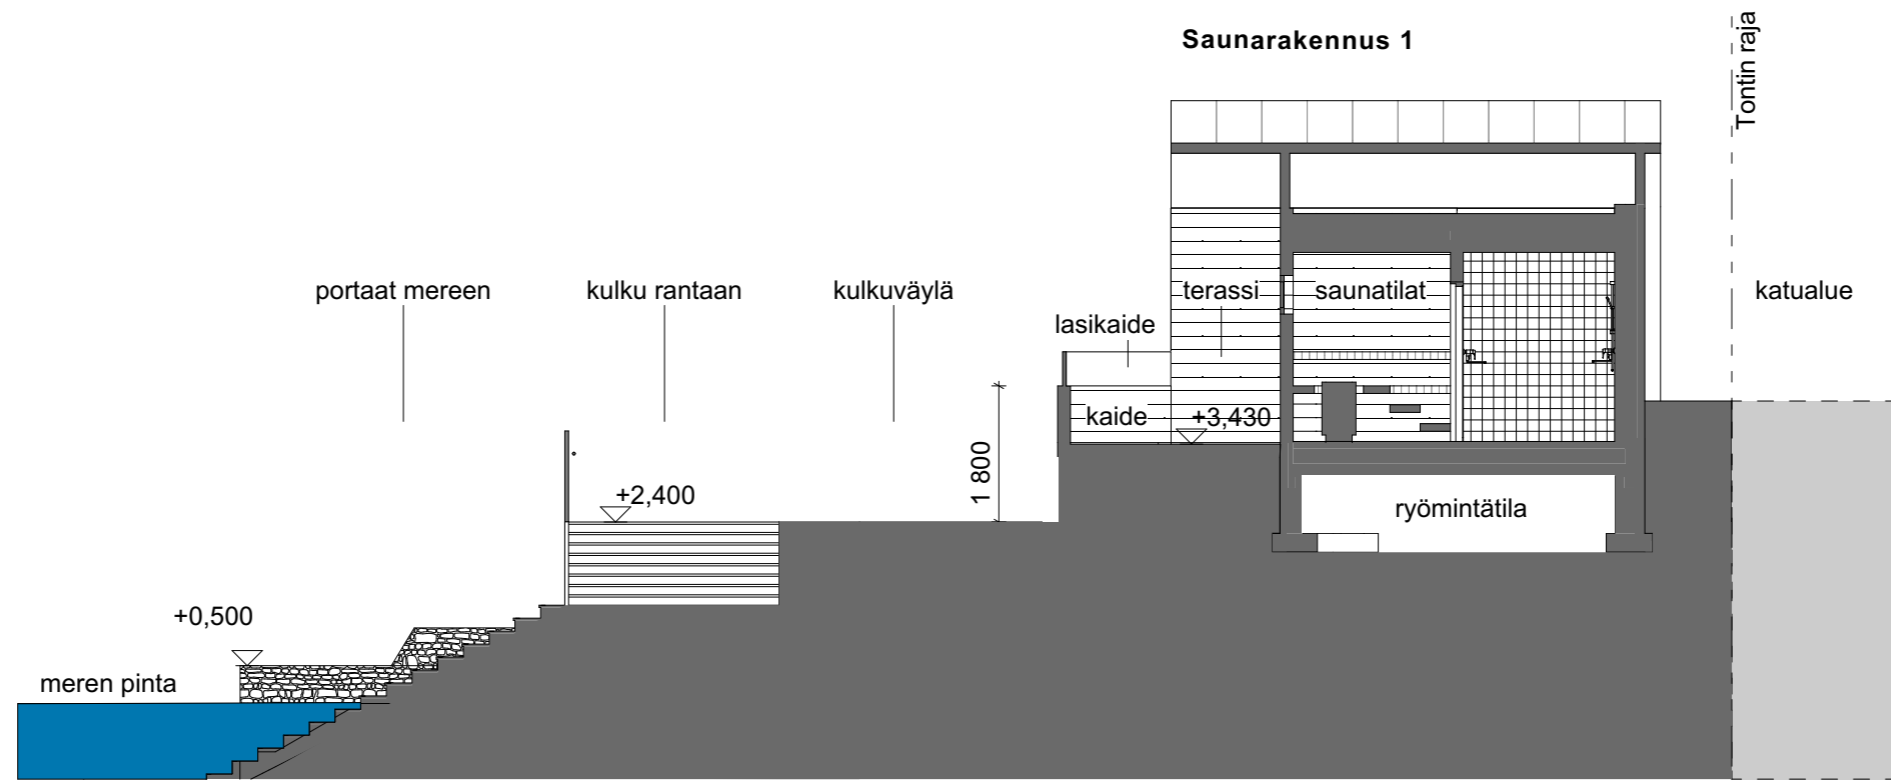 Saunarakennus 1
Tontin raja
portaat mereen
kulku rantaan
kulkuväylä
terassi
saunatilat
katualue
lasikaide
kaide
+3,430
1 800
+2,400
ryömintätila
+0,500
meren pinta